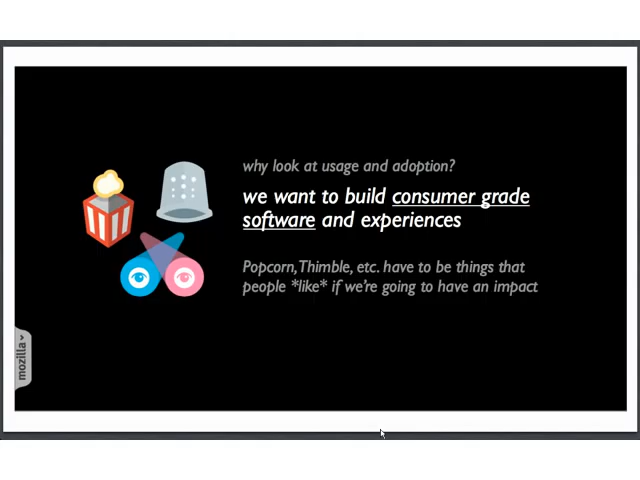 why look at usage and adoption?
we want to build consumer grade
software and experiences
Popcorn, Thimble, etc. have to be things that
people *like* if we're going to have an impact
mozilla